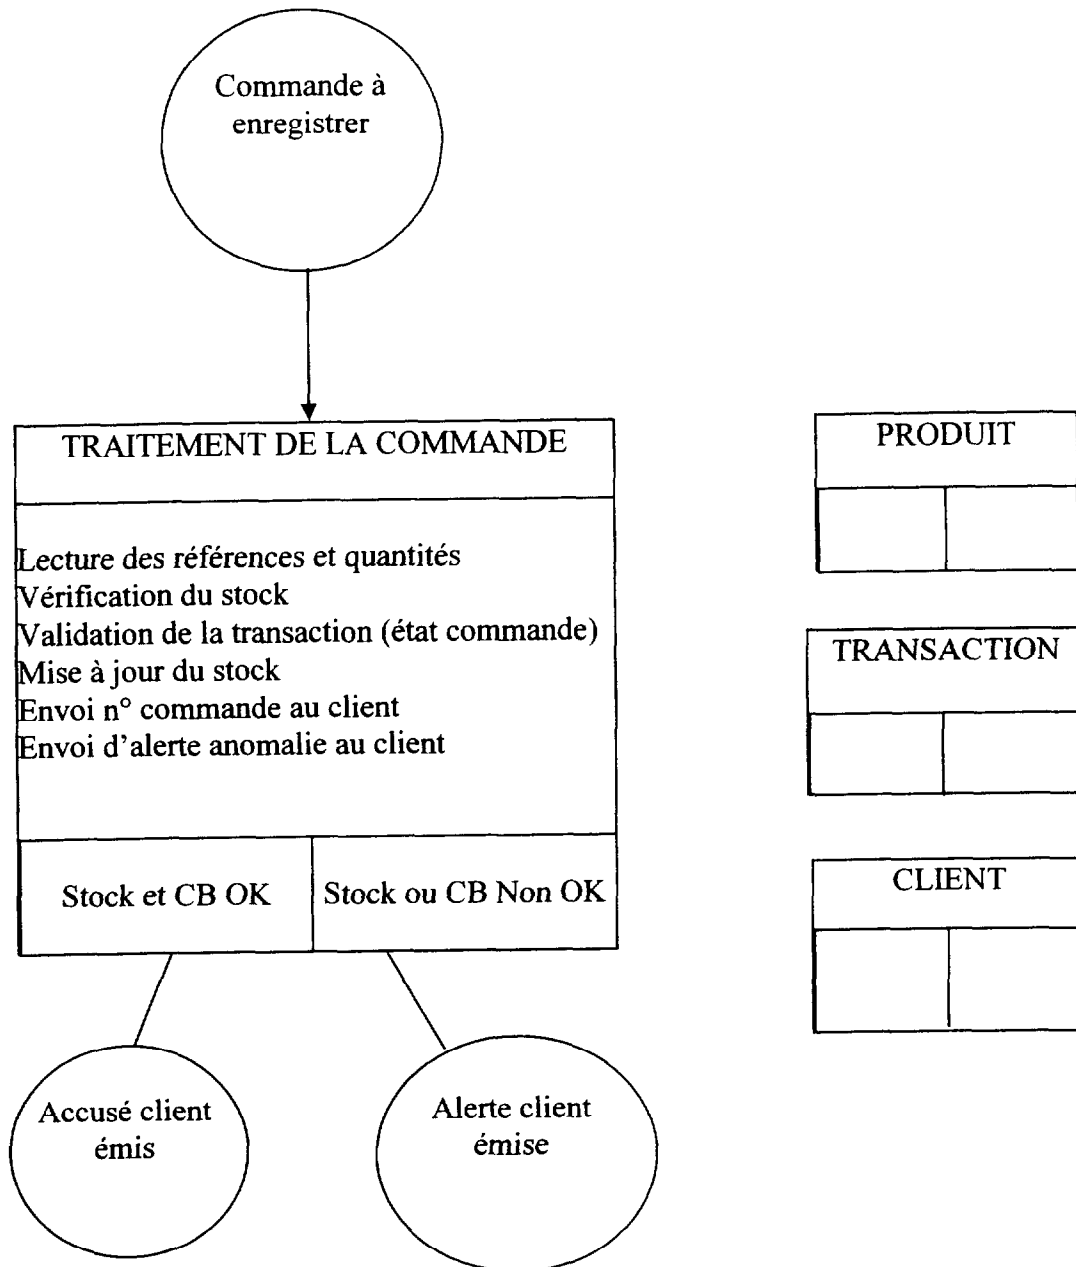 Commande à
enregistrer
TRAITEMENT DE LA COMMANDE
Lecture des références et quantités
Vérification du stock
Validation de la transaction (état commande)
Mise à jour du stock
Envoi n° commande au client
Envoi d'alerte anomalie au client
Stock et CB OK
Stock ou CB Non OK
Accusé client
émis
Alerte client
émise
PRODUIT
TRANSACTION
CLIENT